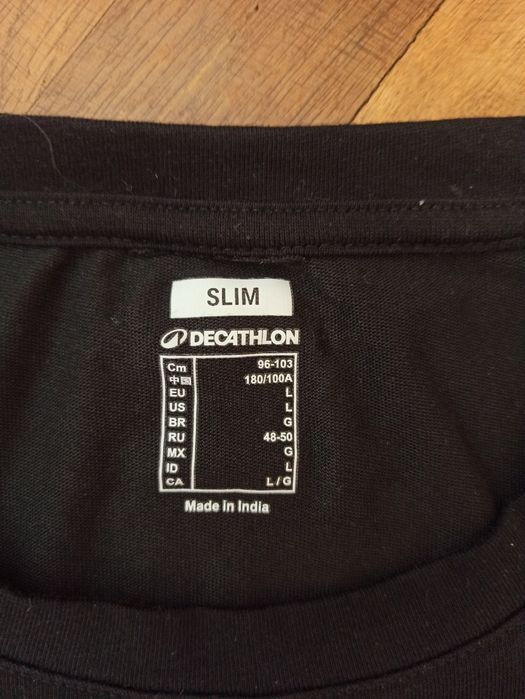 SLIM
DECATHLON
Cm 96-103
中国 180/100A
EU L
US L
BR G
RU 48-50
MX G
ID L
CA L / G
Made in India